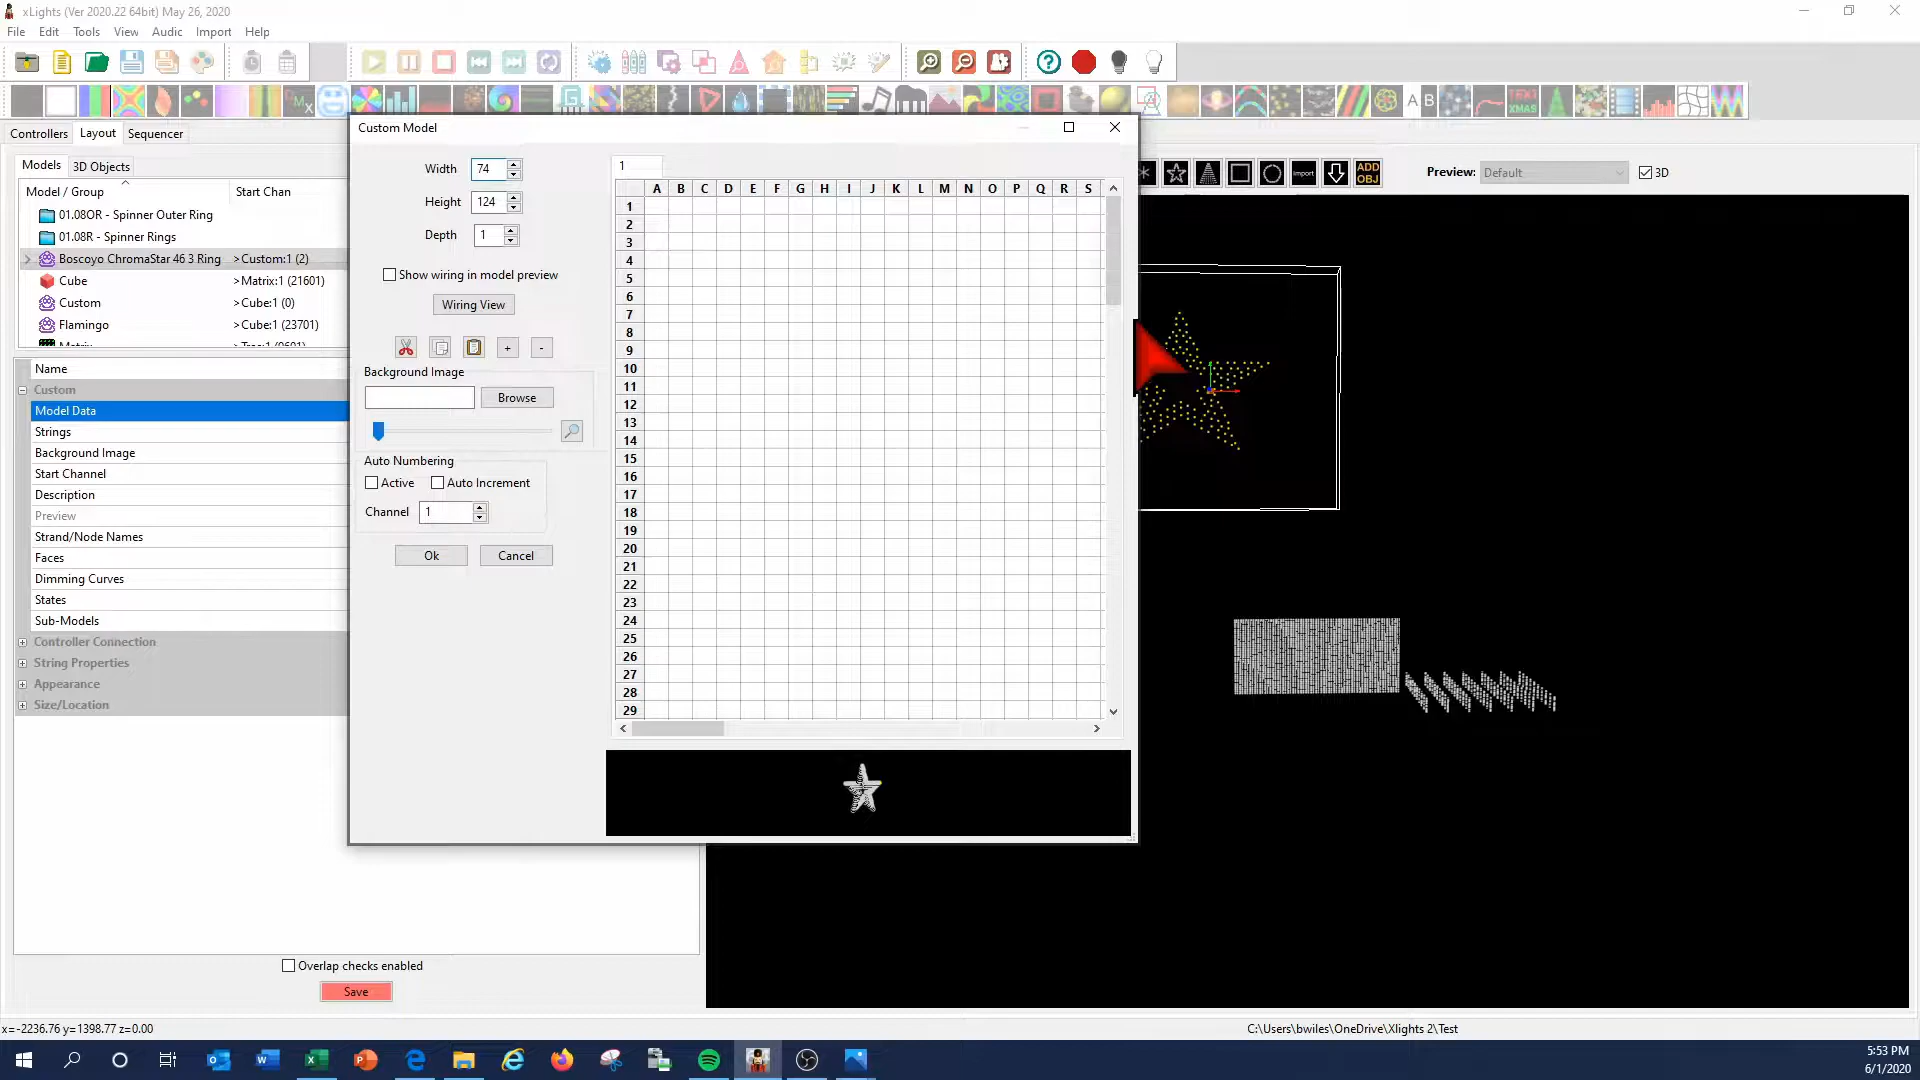 xLights (Ver 2020.22 64bit) May 26, 2020
File Edit Tools View Audic Import Help
Controllers Layout Sequencer
Models 3D Objects
Model / Group Start Chan
01.08OR - Spinner Outer Ring
01.08R - Spinner Rings
Boscoyo ChromaStar 46 3 Ring >Custom:1 (2)
Cube >Matrix:1 (21601)
Custom >Cube:1 (0)
Flamingo >Cube:1 (23701)
Name
Custom
Model Data
Strings
Background Image
Start Channel
Description
Preview
Strand/Node Names
Faces
Dimming Curves
States
Sub-Models
Controller Connection
String Properties
Appearance
Size/Location
Overlap checks enabled
Save
Custom Model
Width 74
Height 124
Depth 1
Show wiring in model preview
Wiring View
+ -
Background Image
Browse
Auto Numbering
Active Auto Increment
Channel 1
Ok Cancel
1
A B C D E F G H I J K L M N O P Q R S
1
2
3
4
5
6
7
8
9
10
11
12
13
14
15
16
17
18
19
20
21
22
23
24
25
26
27
28
29
import ADD OBJ
Preview: Default 3D
x=-2236.76 y=1398.77 z=0.00
C:\Users\bwiles\OneDrive\Xlights 2\Test
5:53 PM
6/1/2020